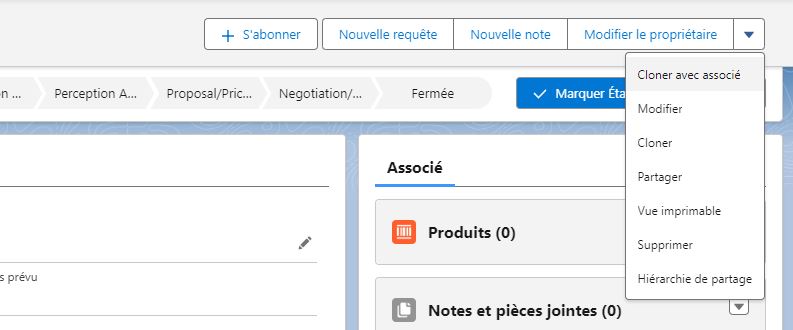 S'abonner
Nouvelle requête
Nouvelle note
Modifier le propriétaire
Cloner avec associé
Modifier
Cloner
Partager
Vue imprimable
Supprimer
Hiérarchie de partage
n ...
Perception A...
Proposal/Pric...
Negotiation/...
Fermée
Marquer Éta
Associé
Produits (0)
s prévu
Notes et pièces jointes (0)